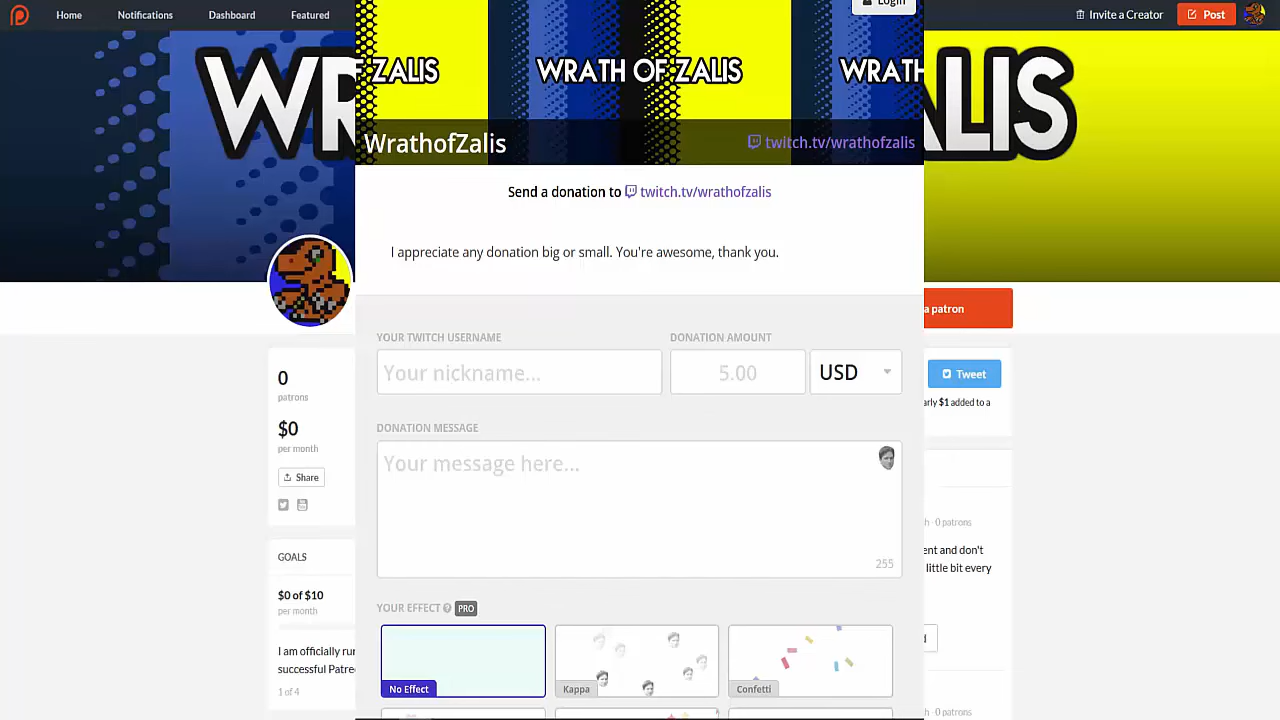 Home
Notifications
Dashboard
Featured
Invite a Creator
Post
Login
ZALIS
WRATH OF ZALIS
WRATH
WR
ALIS
WrathofZalis
twitch.tv/wrathofzalis
Send a donation to twitch.tv/wrathofzalis
I appreciate any donation big or small. You're awesome, thank you.
a patron
YOUR TWITCH USERNAME
DONATION AMOUNT
Your nickname...
5.00
USD
0
patrons
$0
per month
Share
Tweet
arly $1 added to a
DONATION MESSAGE
Your message here...
255
h · 0 patrons
ent and don't
little bit every
GOALS
$0 of $10
per month
I am officially ru
successful Patre
1 of 4
YOUR EFFECT
PRO
No Effect
Kappa
Confetti
h · 0 patrons